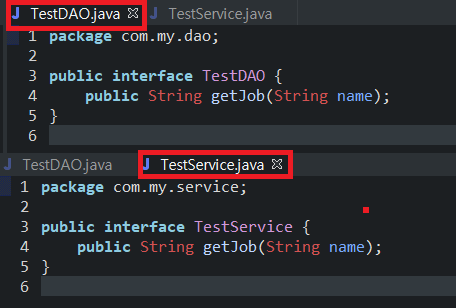 TestDAO.java TestService.java
1 package com.my.dao;
2
3 public interface TestDAO {
4     public String getJob(String name);
5 }
6
TestDAO.java TestService.java
1 package com.my.service;
2
3 public interface TestService {
4     public String getJob(String name);
5 }
6